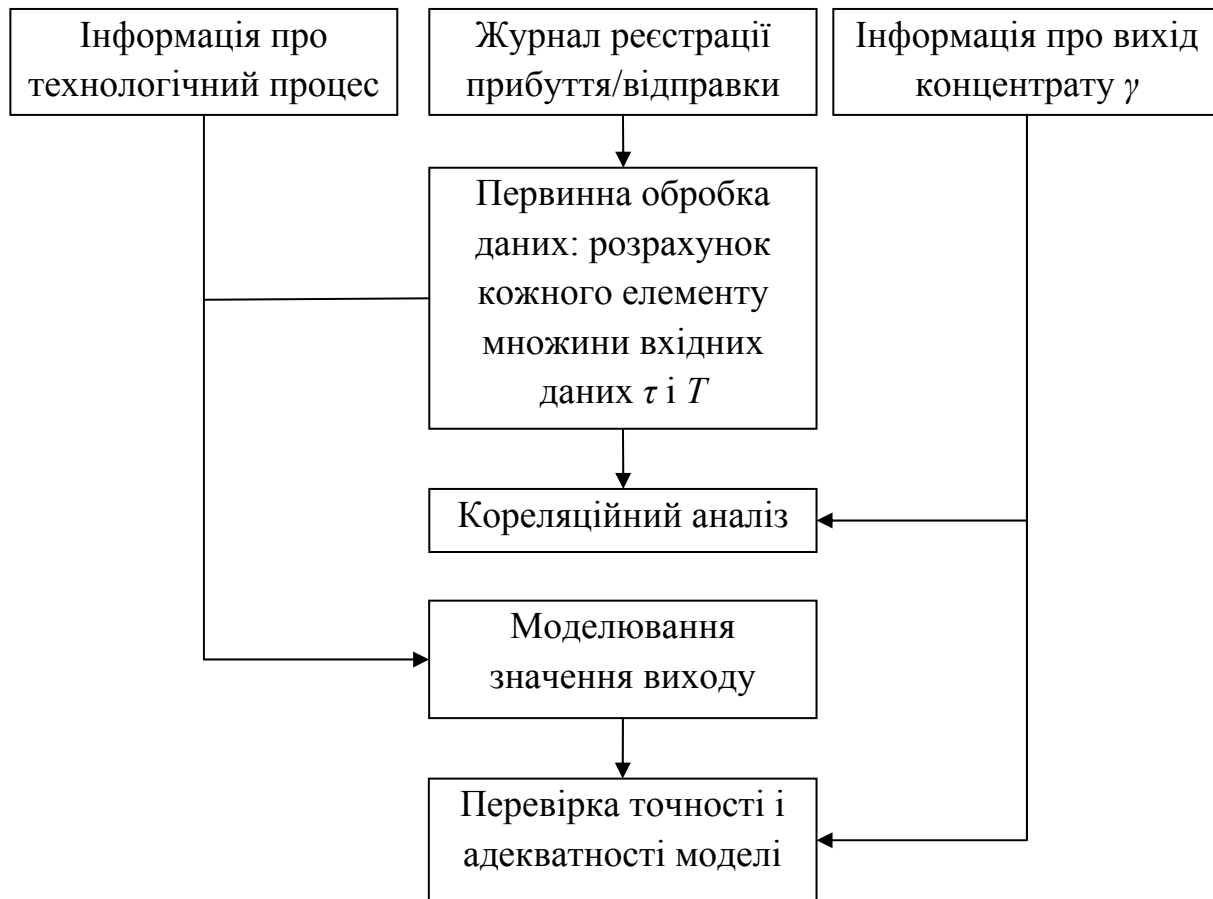 Інформація про
технологічний процес
Журнал реєстрації
прибуття/відправки
Інформація про вихід
концентрату γ
Первинна обробка
даних: розрахунок
кожного елементу
множини вхідних
даних τ і T
Кореляційний аналіз
Моделювання
значення виходу
Перевірка точності і
адекватності моделі